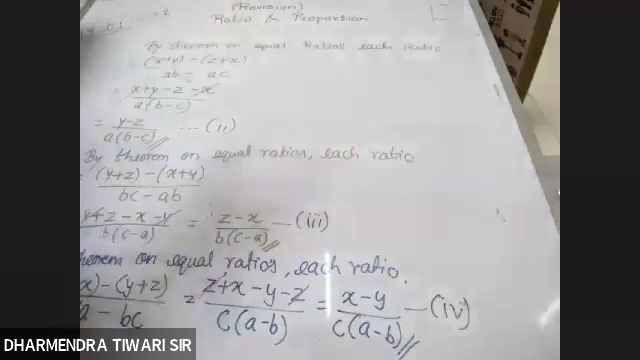 (Revision)
Ratio & Proportion
By theorem on equal Ratios, each Ratio
= (x+y) - (z+x) / ab - ac
= x+y-z-x / a(b-c)
= y-z / a(b-c) ---- (ii)
By theorem on equal ratios, each ratio
= (y+z) - (x+y) / bc - ab
y+z-x-y / b(c-a) = z-x / b(c-a) — (iii)
theorem on equal ratios, each ratio.
x) - (y+z) / a - bc = z+x-y-z / c(a-b) = x-y / c(a-b) — (iv)
DHARMENDRA TIWARI SIR